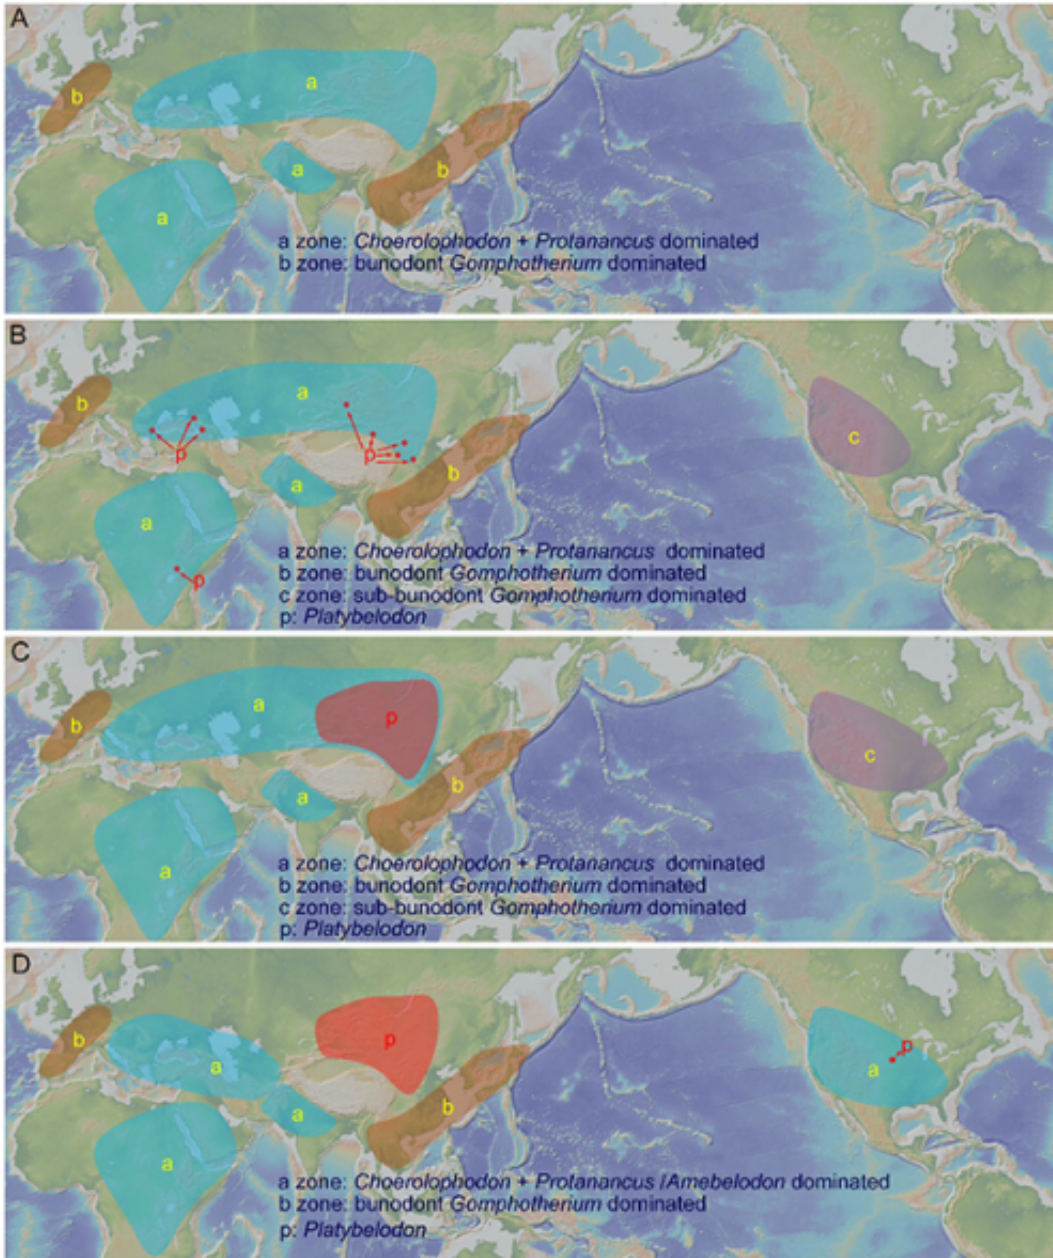 A
b
a
a
a
b
a zone: Choerolophodon + Protanancus dominated
b zone: bunodont Gomphotherium dominated
B
b
a
c
p
p
a
b
a
p
a zone: Choerolophodon + Protanancus dominated
b zone: bunodont Gomphotherium dominated
c zone: sub-bunodont Gomphotherium dominated
p: Platybelodon
C
b
a
p
c
a
b
a
a zone: Choerolophodon + Protanancus dominated
b zone: bunodont Gomphotherium dominated
c zone: sub-bunodont Gomphotherium dominated
p: Platybelodon
D
b
a
p
p
a
a
b
a
a zone: Choerolophodon + Protanancus /Amebelodon dominated
b zone: bunodont Gomphotherium dominated
p: Platybelodon